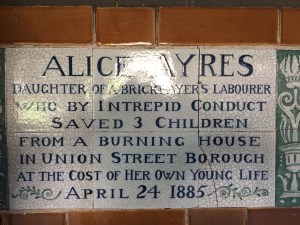 ALICE AYRES
DAUGHTER OF A BRICKLAYER'S LABOURER
WHO BY INTREPID CONDUCT
SAVED 3 CHILDREN
FROM A BURNING HOUSE
IN UNION STREET BOROUGH
AT THE COST OF HER OWN YOUNG LIFE
APRIL 24 1885